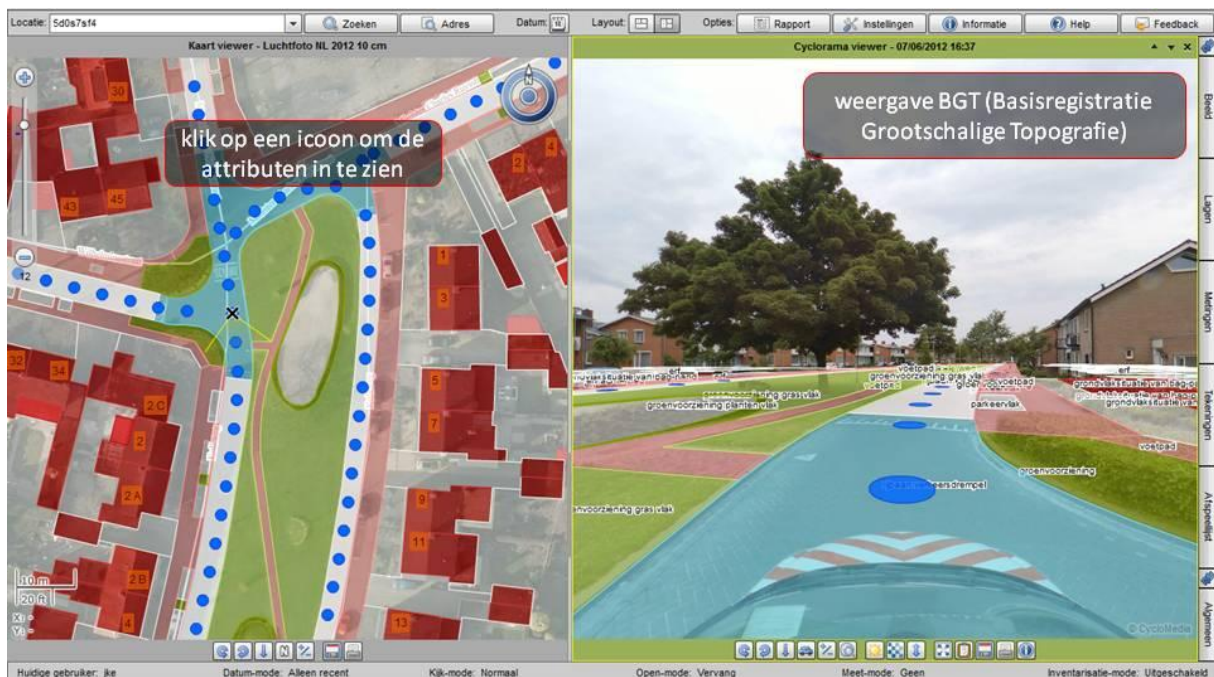 Locatie: 5d0s7sf4 Zoeken Adres Datum: Layout: Opties: Rapport Instellingen Informatie Help Feedback
Kaart viewer - Luchtfoto NL 2012 10 cm
Cyclorama viewer - 07/06/2012 16:37
klik op een icoon om de
attributen in te zien
weergave BGT (Basisregistratie
Grootschalige Topografie)
30
2
4
43
45
12
1
3
32
34
5
7
2 C
2
2 A
9
11
2 B
4
13
10 m
20 ft
X: -
Y: -
erf
voetpad
groenvoorziening gras vlak
voetpad
parkeervlak
erf
groenvoorziening gras vlak
groenvoorziening planten vlak
voetpad
groenvoorziening
envoorziening gras vlak
© CycloMedia
Beeld
Lagen
Metingen
Tekeningen
Afspeellijst
Algemeen
Huidige gebruiker: jke Datum-mode: Alleen recent Kijk-mode: Normaal Open-mode: Vervang Meet-mode: Geen Inventarisatie-mode: Uitgeschakeld